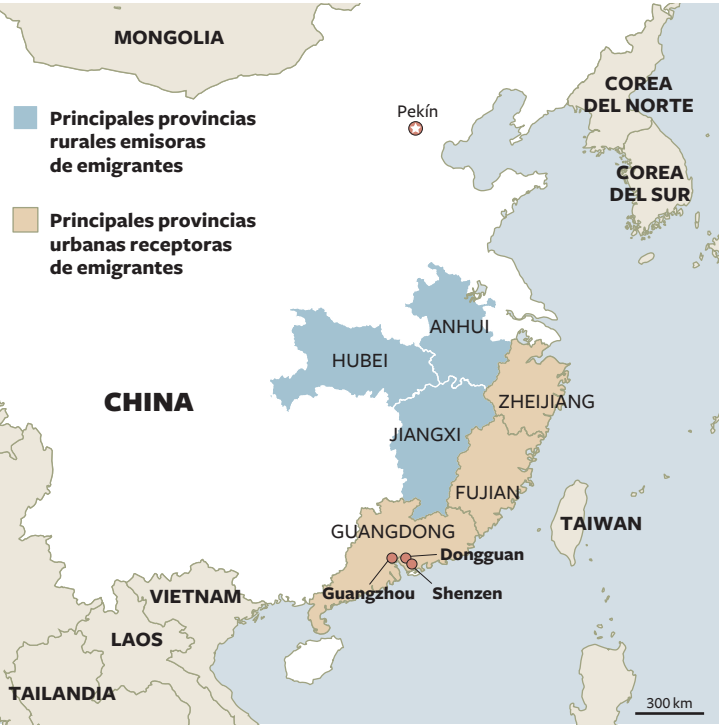 MONGOLIA
Pekín
COREA
DEL NORTE
COREA
DEL SUR
Principales provincias
rurales emisoras
de emigrantes
Principales provincias
urbanas receptoras
de emigrantes
ANHUI
HUBEI
CHINA
ZHEIJIANG
JIANGXI
FUJIAN
GUANGDONG
TAIWAN
Dongguan
Guangzhou
Shenzen
VIETNAM
LAOS
TAILANDIA
300 km